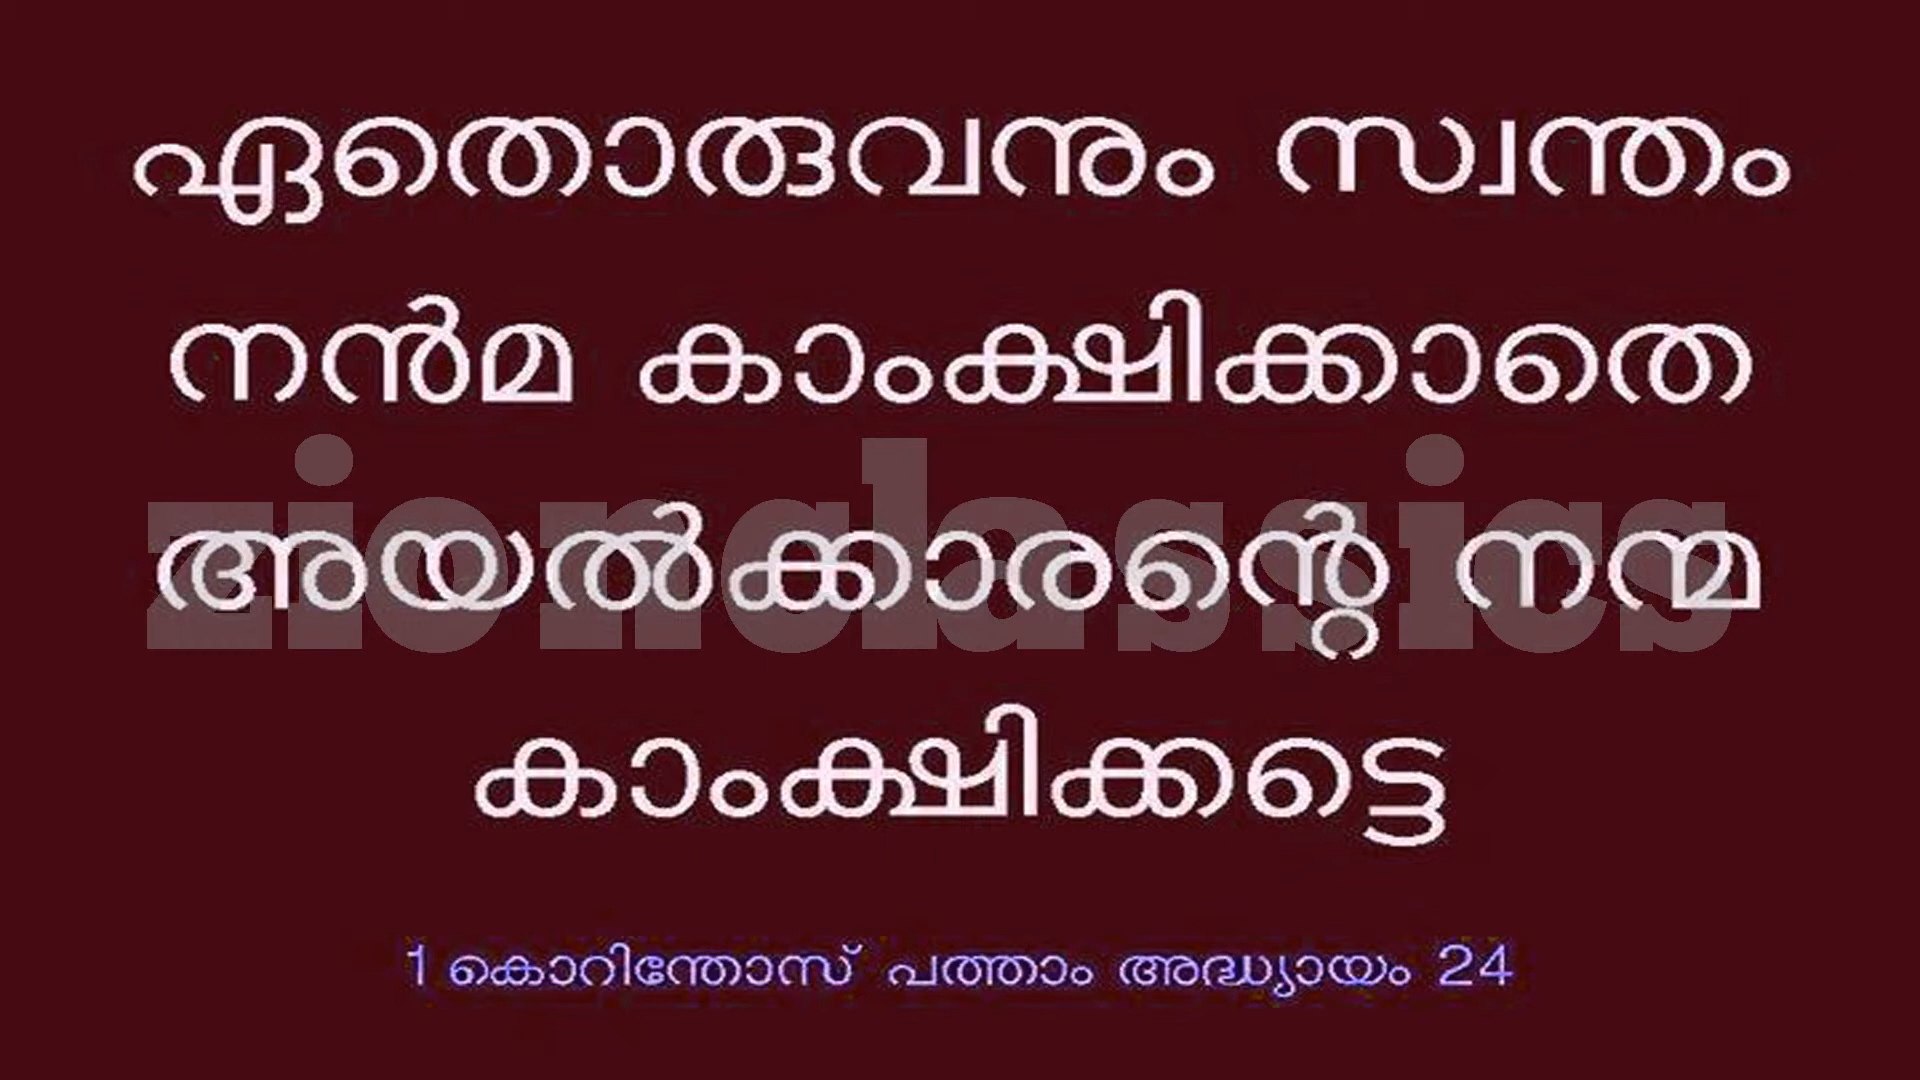 ഏതൊരുവനും സ്വന്തം
നൻമ കാംക്ഷിക്കാതെ
zionclassics
അയൽക്കാരന്റെ നന്മ
കാംക്ഷിക്കട്ടെ
1 കൊറിന്തോസ് പത്താം അദ്ധ്യായം 24